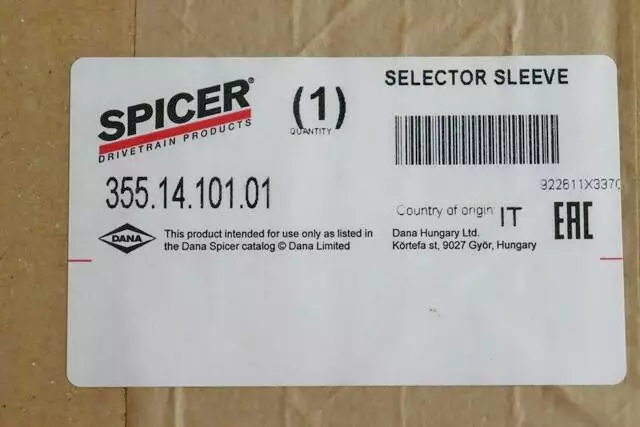 SPICER®
DRIVETRAIN PRODUCTS
(1)
QUANTITY
SELECTOR SLEEVE
355.14.101.01
922611X3370
Country of origin IT
EAC
DANA
This product intended for use only as listed in
the Dana Spicer catalog © Dana Limited
Dana Hungary Ltd.
Körtefa st, 9027 Györ, Hungary